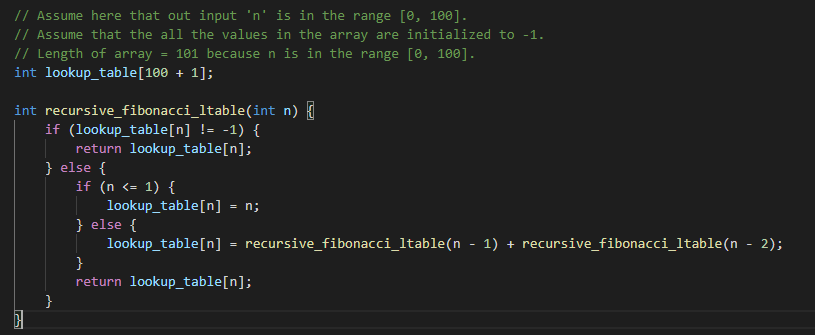 // Assume here that out input 'n' is in the range [0, 100].
// Assume that the all the values in the array are initialized to -1.
// Length of array = 101 because n is in the range [0, 100].
int lookup_table[100 + 1];

int recursive_fibonacci_ltable(int n) {
    if (lookup_table[n] != -1) {
        return lookup_table[n];
    } else {
        if (n <= 1) {
            lookup_table[n] = n;
        } else {
            lookup_table[n] = recursive_fibonacci_ltable(n - 1) + recursive_fibonacci_ltable(n - 2);
        }
        return lookup_table[n];
    }
}